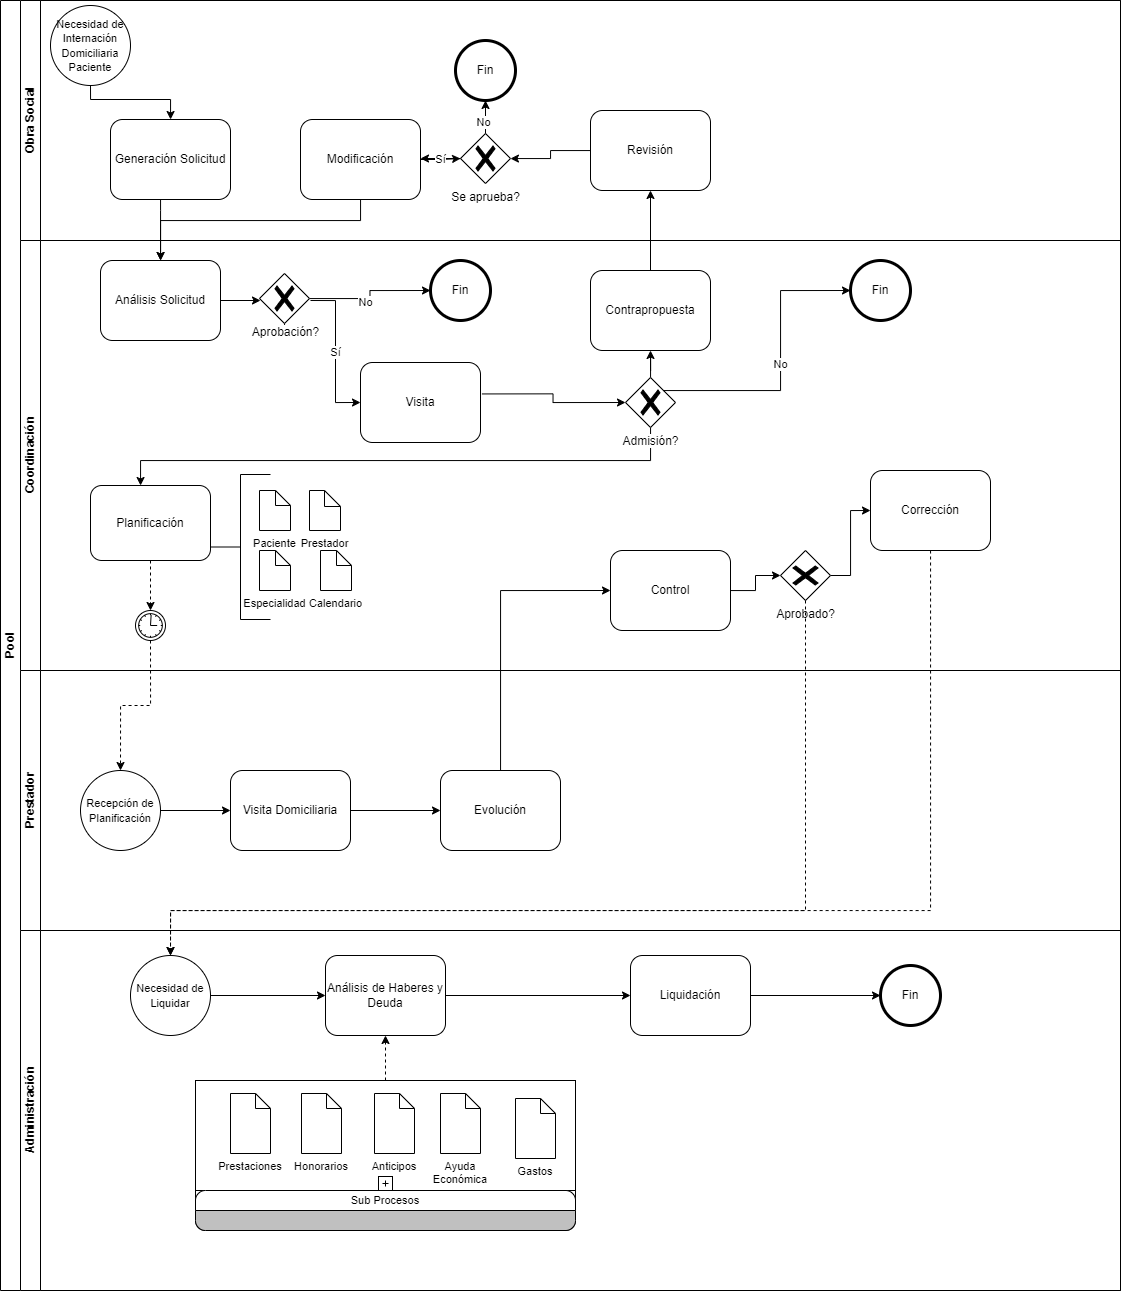 Pool
Obra Social
Necesidad de
Internación
Domiciliaria
Paciente
Fin
No
Generación Solicitud
Modificación
Sí
Se aprueba?
Revisión
Coordinación
Análisis Solicitud
Aprobación?
No
Fin
Sí
Visita
Contrapropuesta
Admisión?
No
Fin
Planificación
Paciente
Prestador
Especialidad
Calendario
Control
Aprobado?
Corrección
Prestador
Recepción de
Planificación
Visita Domiciliaria
Evolución
Administración
Necesidad de
Liquidar
Análisis de Haberes y
Deuda
Liquidación
Fin
Prestaciones
Honorarios
Anticipos
Ayuda
Económica
Gastos
Sub Procesos